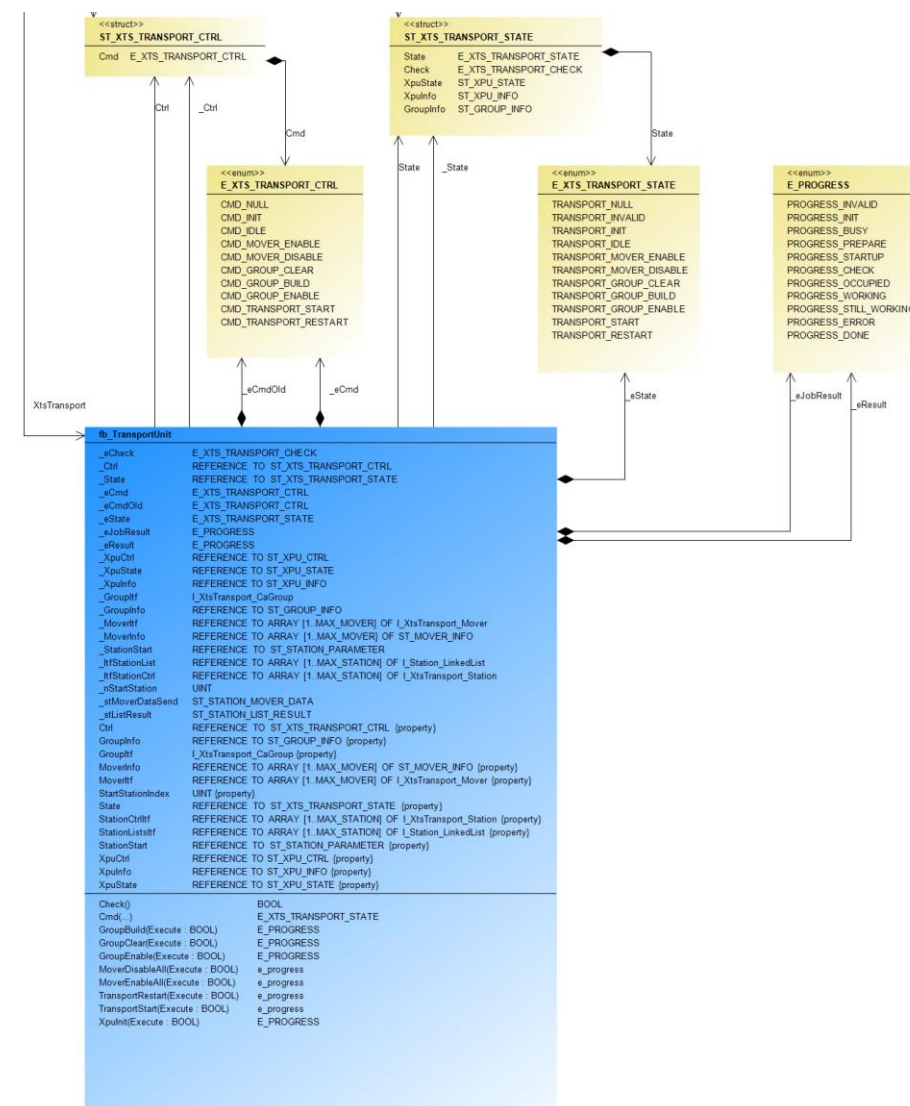 <<struct>>
ST_XTS_TRANSPORT_CTRL
Cmd E_XTS_TRANSPORT_CTRL
<<struct>>
ST_XTS_TRANSPORT_STATE
State E_XTS_TRANSPORT_STATE
Check E_XTS_TRANSPORT_CHECK
XpuState ST_XPU_STATE
XpuInfo ST_XPU_INFO
GroupInfo ST_GROUP_INFO
Ctrl
_Ctrl
Cmd
State
_State
State
<<enum>>
E_XTS_TRANSPORT_CTRL
CMD_NULL
CMD_INIT
CMD_IDLE
CMD_MOVER_ENABLE
CMD_MOVER_DISABLE
CMD_GROUP_CLEAR
CMD_GROUP_BUILD
CMD_GROUP_ENABLE
CMD_TRANSPORT_START
CMD_TRANSPORT_RESTART
<<enum>>
E_XTS_TRANSPORT_STATE
TRANSPORT_NULL
TRANSPORT_INVALID
TRANSPORT_INIT
TRANSPORT_IDLE
TRANSPORT_MOVER_ENABLE
TRANSPORT_MOVER_DISABLE
TRANSPORT_GROUP_CLEAR
TRANSPORT_GROUP_BUILD
TRANSPORT_GROUP_ENABLE
TRANSPORT_START
TRANSPORT_RESTART
<<enum>>
E_PROGRESS
PROGRESS_INVALID
PROGRESS_INIT
PROGRESS_BUSY
PROGRESS_PREPARE
PROGRESS_STARTUP
PROGRESS_CHECK
PROGRESS_OCCUPIED
PROGRESS_WORKING
PROGRESS_STILL_WORKING
PROGRESS_ERROR
PROGRESS_DONE
XtsTransport
_eCmdOld
_eCmd
_eState
_eJobResult
_eResult
fb_TransportUnit
_eCheck E_XTS_TRANSPORT_CHECK
_Ctrl REFERENCE TO ST_XTS_TRANSPORT_CTRL
_State REFERENCE TO ST_XTS_TRANSPORT_STATE
_eCmd E_XTS_TRANSPORT_CTRL
_eCmdOld E_XTS_TRANSPORT_CTRL
_eState E_XTS_TRANSPORT_STATE
_eJobResult E_PROGRESS
_eResult E_PROGRESS
_XpuCtrl REFERENCE TO ST_XPU_CTRL
_XpuState REFERENCE TO ST_XPU_STATE
_XpuInfo REFERENCE TO ST_XPU_INFO
_GroupItf I_XtsTransport_CaGroup
_GroupInfo REFERENCE TO ST_GROUP_INFO
_MoverItf REFERENCE TO ARRAY [1..MAX_MOVER] OF I_XtsTransport_Mover
_MoverInfo REFERENCE TO ARRAY [1..MAX_MOVER] OF ST_MOVER_INFO
_StationStart REFERENCE TO ST_STATION_PARAMETER
_ItfStationList REFERENCE TO ARRAY [1..MAX_STATION] OF I_Station_LinkedList
_ItfStationCtrl REFERENCE TO ARRAY [1..MAX_STATION] OF I_XtsTransport_Station
_nStartStation UINT
_stMoverDataSend ST_STATION_MOVER_DATA
_stListResult ST_STATION_LIST_RESULT
Ctrl REFERENCE TO ST_XTS_TRANSPORT_CTRL {property}
GroupInfo REFERENCE TO ST_GROUP_INFO {property}
GroupItf I_XtsTransport_CaGroup {property}
MoverInfo REFERENCE TO ARRAY [1..MAX_MOVER] OF ST_MOVER_INFO {property}
MoverItf REFERENCE TO ARRAY [1..MAX_MOVER] OF I_XtsTransport_Mover {property}
StartStationIndex UINT {property}
State REFERENCE TO ST_XTS_TRANSPORT_STATE {property}
StationCtrlItf REFERENCE TO ARRAY [1..MAX_STATION] OF I_XtsTransport_Station {property}
StationListsItf REFERENCE TO ARRAY [1..MAX_STATION] OF I_Station_LinkedList {property}
StationStart REFERENCE TO ST_STATION_PARAMETER {property}
XpuCtrl REFERENCE TO ST_XPU_CTRL {property}
XpuInfo REFERENCE TO ST_XPU_INFO {property}
XpuState REFERENCE TO ST_XPU_STATE {property}
Check() BOOL
Cmd(...) E_XTS_TRANSPORT_STATE
GroupBuild(Execute : BOOL) E_PROGRESS
GroupClear(Execute : BOOL) E_PROGRESS
GroupEnable(Execute : BOOL) E_PROGRESS
MoverDisableAll(Execute : BOOL) e_progress
MoverEnableAll(Execute : BOOL) e_progress
TransportRestart(Execute : BOOL) e_progress
TransportStart(Execute : BOOL) e_progress
XpuInit(Execute : BOOL) E_PROGRESS